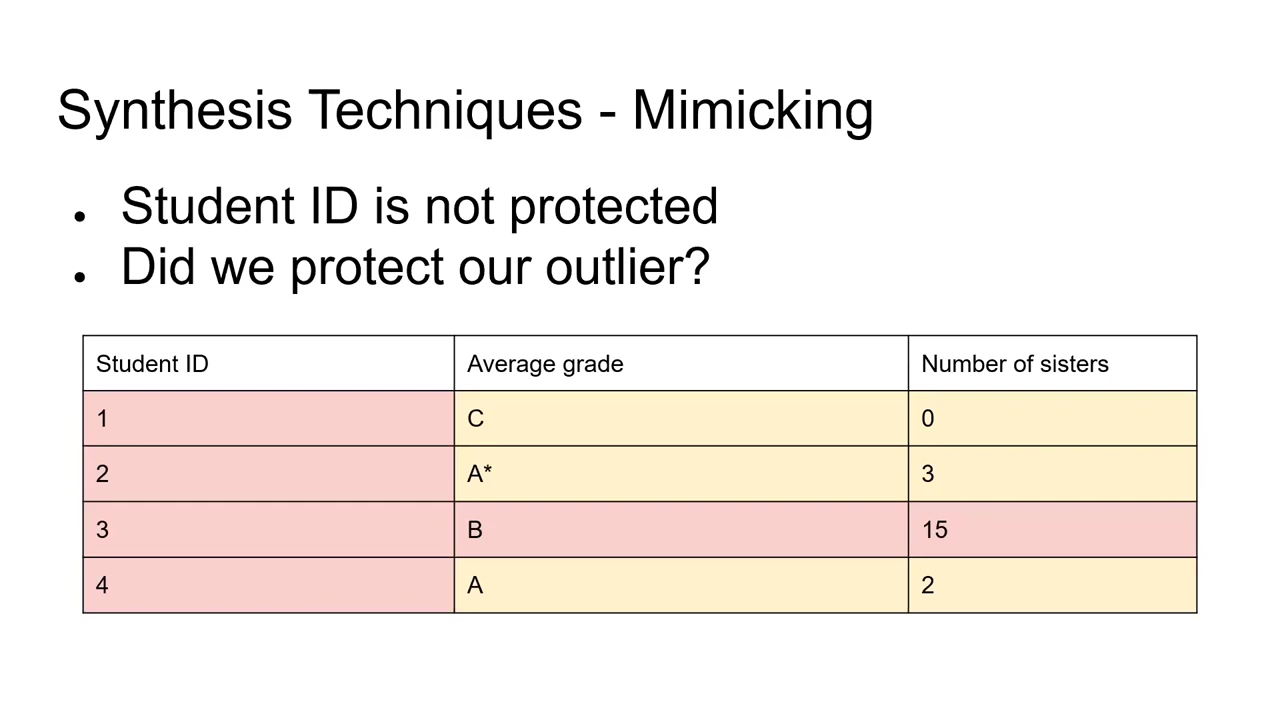 Synthesis Techniques - Mimicking
• Student ID is not protected
• Did we protect our outlier?
Student ID Average grade Number of sisters
1 C 0
2 A* 3
3 B 15
4 A 2